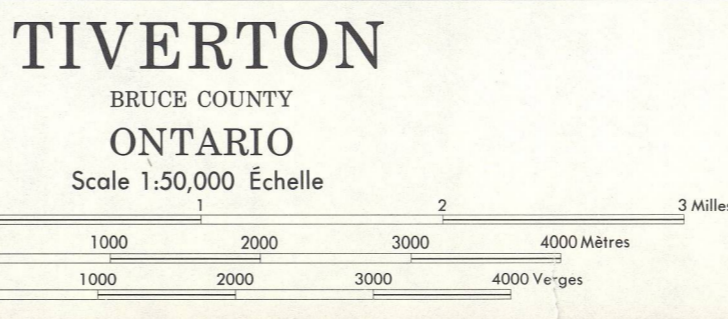 TIVERTON
BRUCE COUNTY
ONTARIO
Scale 1:50,000 Échelle
1 2 3 Milles
1000 2000 3000 4000 Mètres
1000 2000 3000 4000 Verges